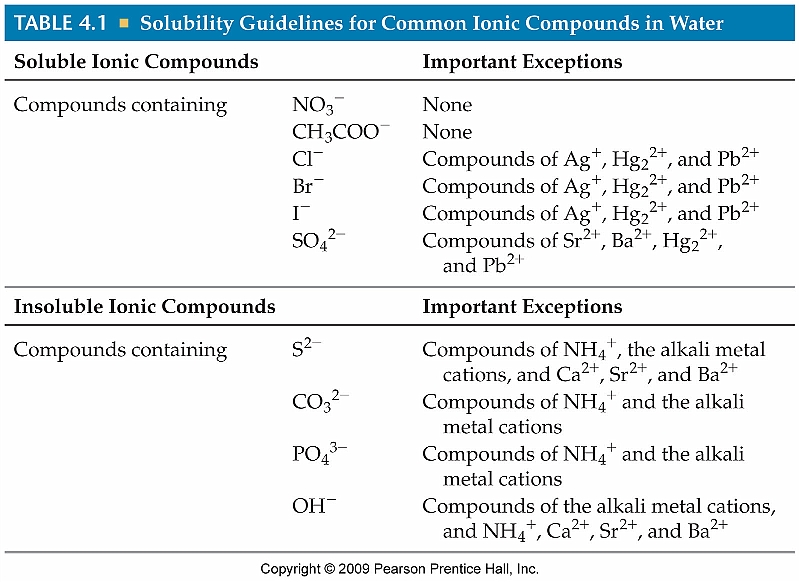 TABLE 4.1 ■ Solubility Guidelines for Common Ionic Compounds in Water
Soluble Ionic Compounds Important Exceptions
Compounds containing NO₃⁻ None
CH₃COO⁻ None
Cl⁻ Compounds of Ag⁺, Hg₂²⁺, and Pb²⁺
Br⁻ Compounds of Ag⁺, Hg₂²⁺, and Pb²⁺
I⁻ Compounds of Ag⁺, Hg₂²⁺, and Pb²⁺
SO₄²⁻ Compounds of Sr²⁺, Ba²⁺, Hg₂²⁺,
and Pb²⁺
Insoluble Ionic Compounds Important Exceptions
Compounds containing S²⁻ Compounds of NH₄⁺, the alkali metal
cations, and Ca²⁺, Sr²⁺, and Ba²⁺
CO₃²⁻ Compounds of NH₄⁺ and the alkali
metal cations
PO₄³⁻ Compounds of NH₄⁺ and the alkali
metal cations
OH⁻ Compounds of the alkali metal cations,
and NH₄⁺, Ca²⁺, Sr²⁺, and Ba²⁺
Copyright © 2009 Pearson Prentice Hall, Inc.